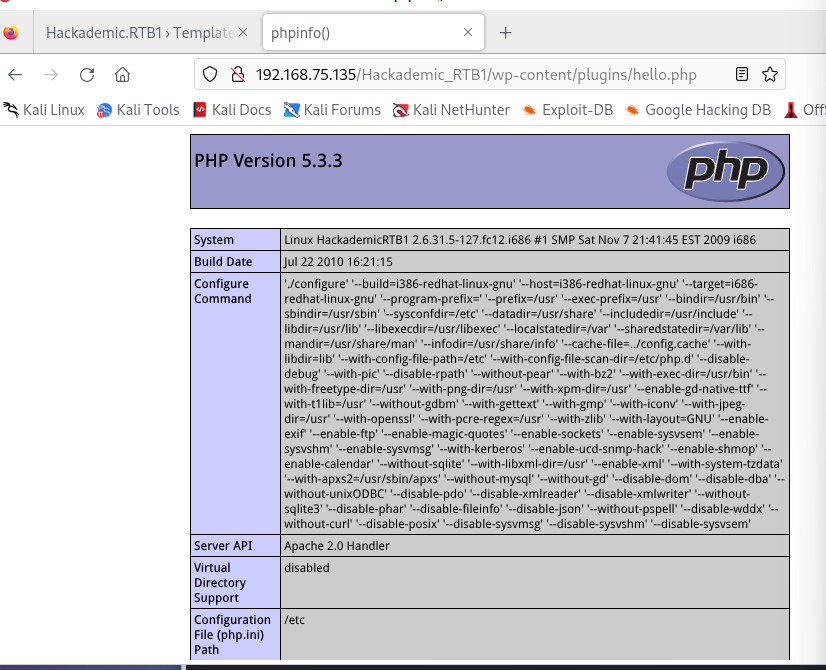 Hackademic.RTB1 › Template
phpinfo()
192.168.75.135/Hackademic_RTB1/wp-content/plugins/hello.php
Kali Linux Kali Tools Kali Docs Kali Forums Kali NetHunter Exploit-DB Google Hacking DB OffS
PHP Version 5.3.3
php
System Linux HackademicRTB1 2.6.31.5-127.fc12.i686 #1 SMP Sat Nov 7 21:41:45 EST 2009 i686
Build Date Jul 22 2010 16:21:15
Configure './configure' '--build=i386-redhat-linux-gnu' '--host=i386-redhat-linux-gnu' '--target=i686-
Command redhat-linux-gnu' '--program-prefix=' '--prefix=/usr' '--exec-prefix=/usr' '--bindir=/usr/bin' '--
sbindir=/usr/sbin' '--sysconfdir=/etc' '--datadir=/usr/share' '--includedir=/usr/include' '--
libdir=/usr/lib' '--libexecdir=/usr/libexec' '--localstatedir=/var' '--sharedstatedir=/var/lib' '--
mandir=/usr/share/man' '--infodir=/usr/share/info' '--cache-file=../config.cache' '--with-
libdir=lib' '--with-config-file-path=/etc' '--with-config-file-scan-dir=/etc/php.d' '--disable-
debug' '--with-pic' '--disable-rpath' '--without-pear' '--with-bz2' '--with-exec-dir=/usr/bin' '--
with-freetype-dir=/usr' '--with-png-dir=/usr' '--with-xpm-dir=/usr' '--enable-gd-native-ttf' '--
with-t1lib=/usr' '--without-gdbm' '--with-gettext' '--with-gmp' '--with-iconv' '--with-jpeg-
dir=/usr' '--with-openssl' '--with-pcre-regex=/usr' '--with-zlib' '--with-layout=GNU' '--enable-
exif' '--enable-ftp' '--enable-magic-quotes' '--enable-sockets' '--enable-sysvsem' '--enable-
sysvshm' '--enable-sysvmsg' '--with-kerberos' '--enable-ucd-snmp-hack' '--enable-shmop' '--
enable-calendar' '--without-sqlite' '--with-libxml-dir=/usr' '--enable-xml' '--with-system-tzdata'
'--with-apxs2=/usr/sbin/apxs' '--without-mysql' '--without-gd' '--disable-dom' '--disable-dba' '--
without-unixODBC' '--disable-pdo' '--disable-xmlreader' '--disable-xmlwriter' '--without-
sqlite3' '--disable-phar' '--disable-fileinfo' '--disable-json' '--without-pspell' '--disable-wddx' '--
without-curl' '--disable-posix' '--disable-sysvmsg' '--disable-sysvshm' '--disable-sysvsem'
Server API Apache 2.0 Handler
Virtual disabled
Directory
Support
Configuration /etc
File (php.ini)
Path